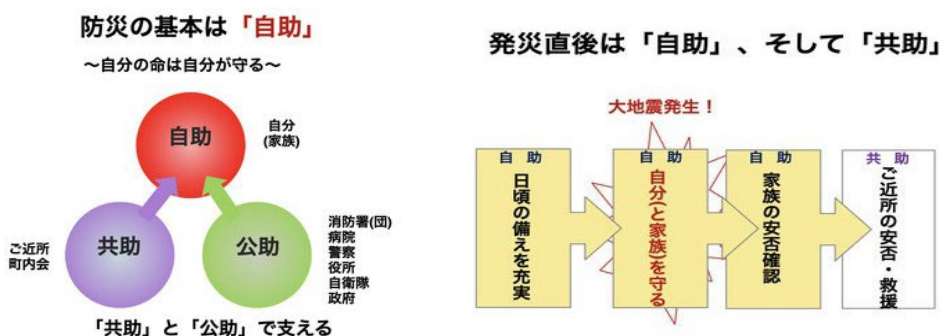 防災の基本は「自助」
〜自分の命は自分が守る〜
自助
自分
(家族)
共助
ご近所
町内会
公助
消防署(団)
病院
警察
役所
自衛隊
政府
「共助」と「公助」で支える
発災直後は「自助」、そして「共助」
大地震発生！
自 助
日頃の備えを充実
自 助
自分(と家族)を守る
自 助
家族の安否確認
共 助
ご近所の安否・救援